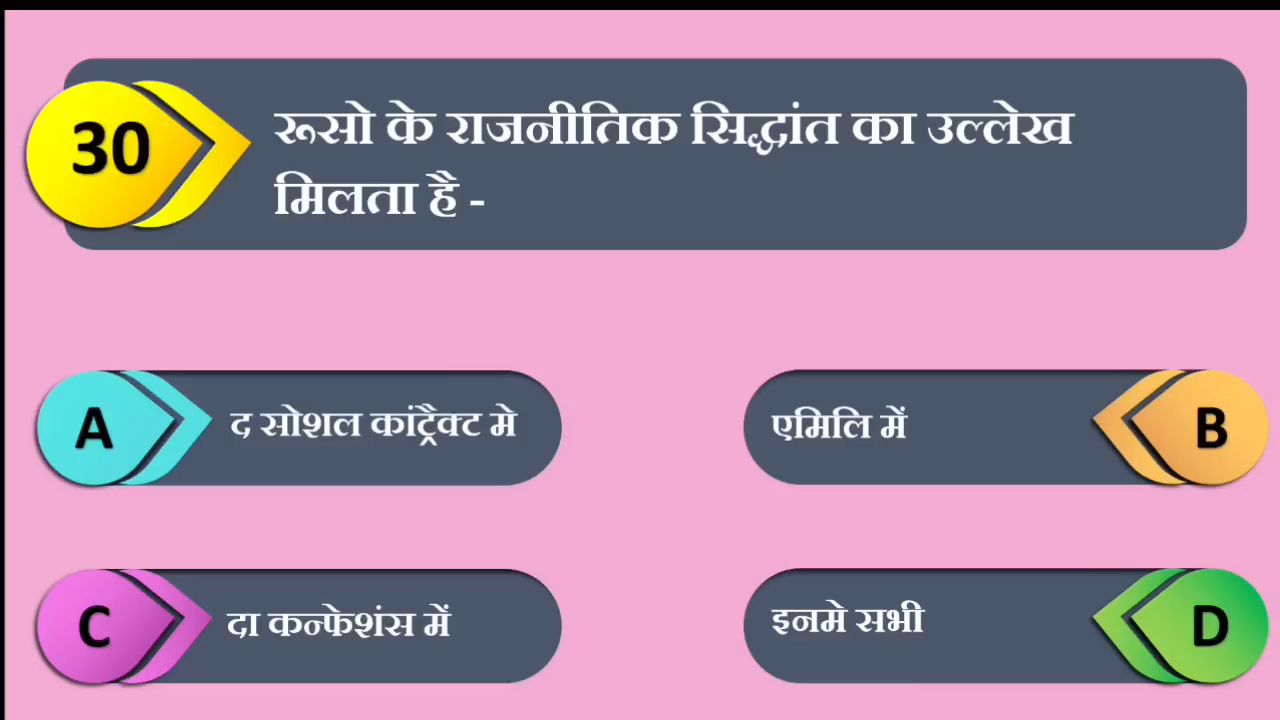 30
रूसो के राजनीतिक सिद्धांत का उल्लेख
मिलता है -
A
द सोशल कांट्रैक्ट मे
एमिलि में
B
C
दा कन्फेशंस में
इनमे सभी
D